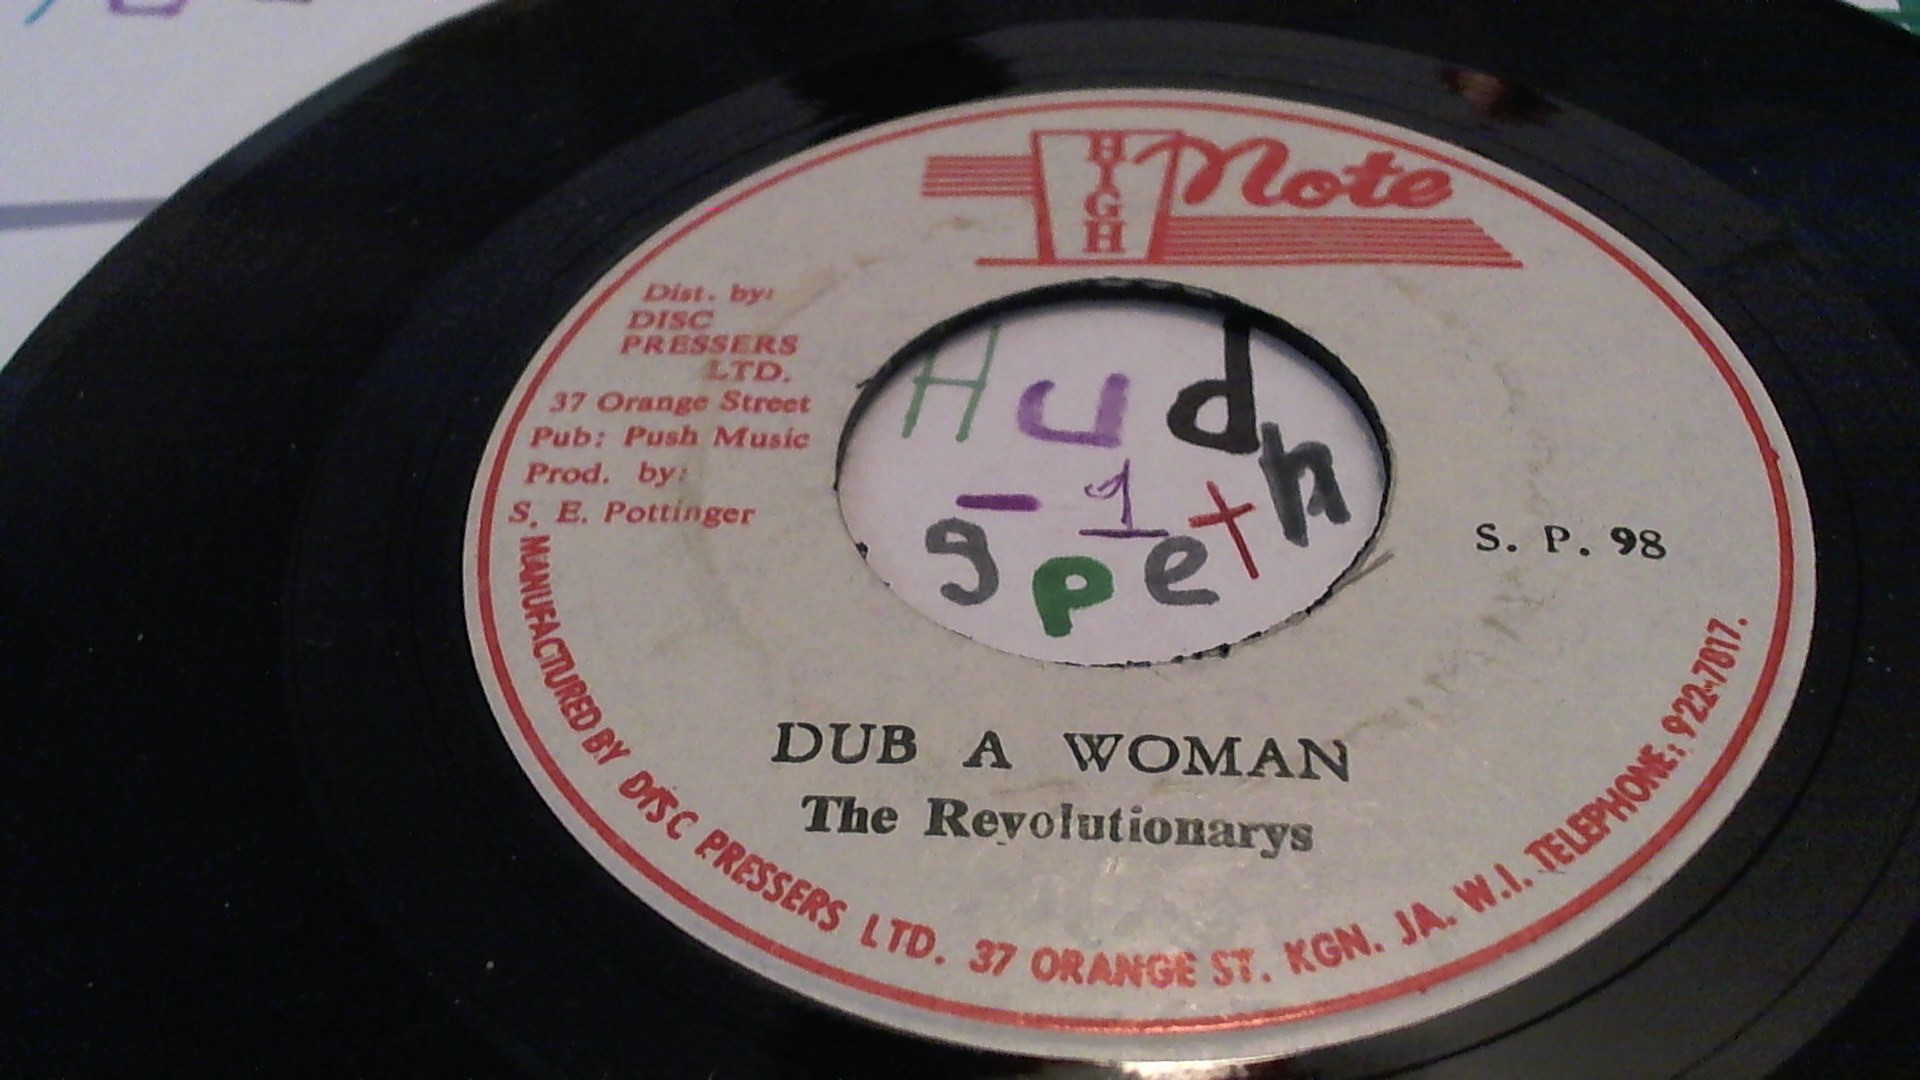 HIGH Note
Dist. by:
DISC
PRESSERS
LTD.
37 Orange Street
Pub: Push Music
Prod. by:
S. E. Pottinger
S. P. 98
Hud
- 1
speth
DUB A WOMAN
The Revolutionarys
MANUFACTURED BY DISC PRESSERS LTD. 37 ORANGE ST. KGN. JA. W.I. TELEPHONE: 922-7817.